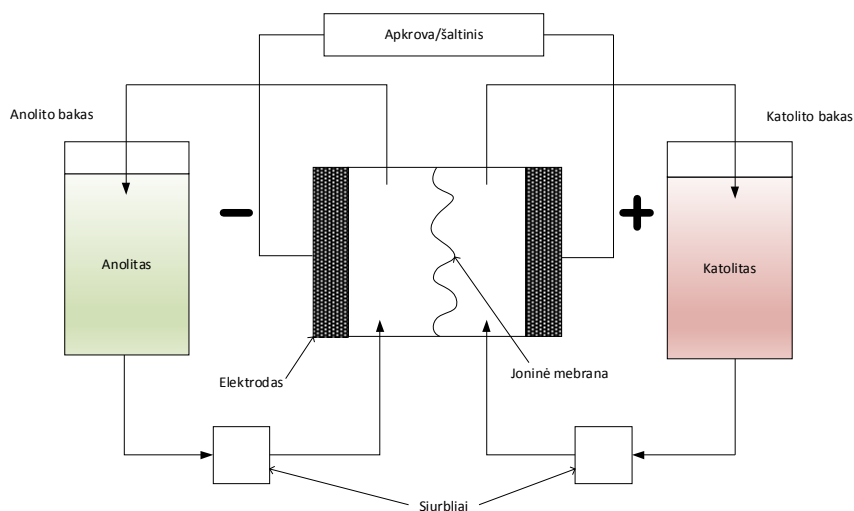 Apkrova/šaltinis
Anolito bakas
Katolito bakas
−
+
Anolitas
Katolitas
Elektrodas
Joninė mebrana
Siurbliai